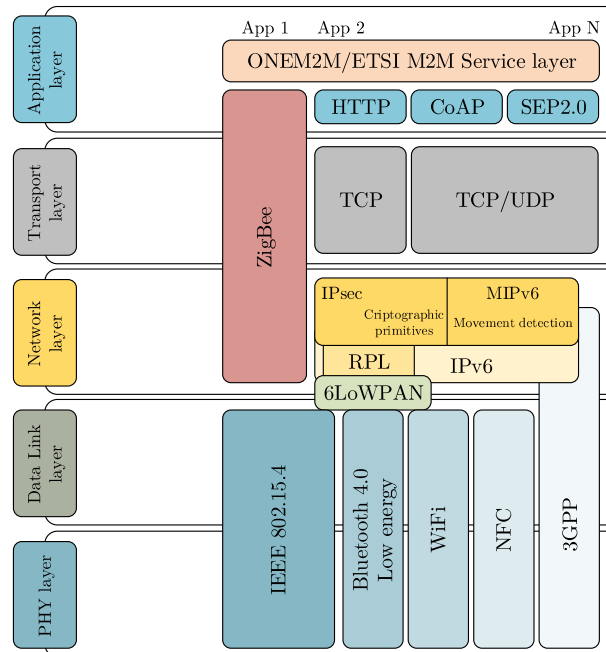 App 1
App 2
App N
Application
layer
ONEM2M/ETSI M2M Service layer
HTTP
CoAP
SEP2.0
Transport
layer
ZigBee
TCP
TCP/UDP
Network
layer
IPsec
Criptographic
primitives
MIPv6
Movement detection
RPL
IPv6
6LoWPAN
Data Link
layer
IEEE 802.15.4
Bluetooth 4.0
Low energy
WiFi
NFC
3GPP
PHY layer